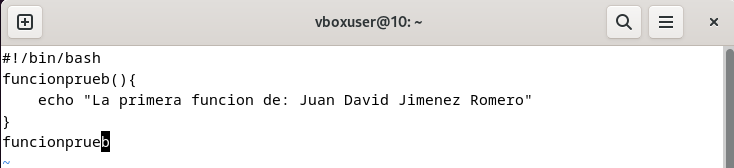 vboxuser@10: ~
#!/bin/bash
funcionprueb(){
    echo "La primera funcion de: Juan David Jimenez Romero"
}
funcionprueb
~